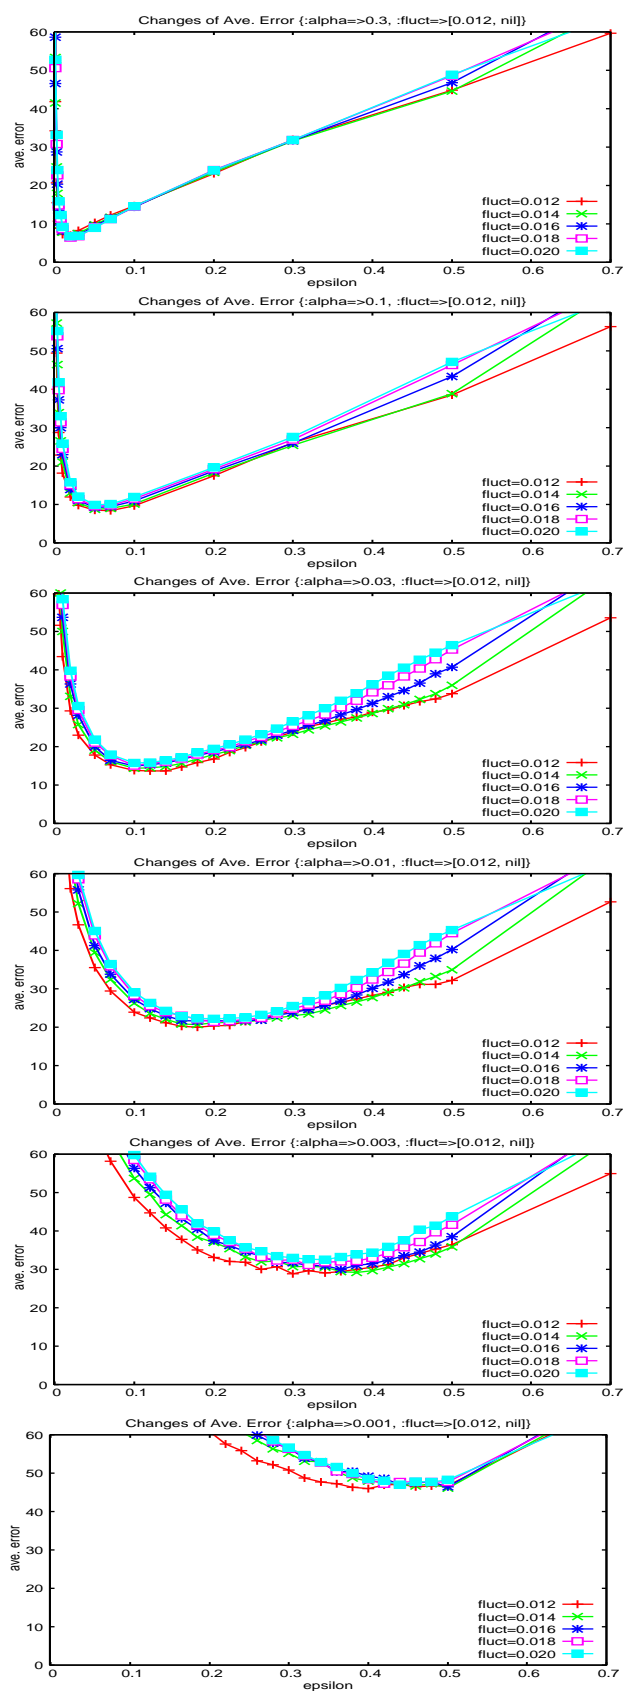 Changes of Ave. Error {:alpha=>0.3, :fluct=>[0.012, nil]}
60
50
40
30
20
10
0
ave. error
fluct=0.012
fluct=0.014
fluct=0.016
fluct=0.018
fluct=0.020
0 0.1 0.2 0.3 0.4 0.5 0.6 0.7
epsilon
Changes of Ave. Error {:alpha=>0.1, :fluct=>[0.012, nil]}
60
50
40
30
20
10
0
ave. error
fluct=0.012
fluct=0.014
fluct=0.016
fluct=0.018
fluct=0.020
0 0.1 0.2 0.3 0.4 0.5 0.6 0.7
epsilon
Changes of Ave. Error {:alpha=>0.03, :fluct=>[0.012, nil]}
60
50
40
30
20
10
0
ave. error
fluct=0.012
fluct=0.014
fluct=0.016
fluct=0.018
fluct=0.020
0 0.1 0.2 0.3 0.4 0.5 0.6 0.7
epsilon
Changes of Ave. Error {:alpha=>0.01, :fluct=>[0.012, nil]}
60
50
40
30
20
10
0
ave. error
fluct=0.012
fluct=0.014
fluct=0.016
fluct=0.018
fluct=0.020
0 0.1 0.2 0.3 0.4 0.5 0.6 0.7
epsilon
Changes of Ave. Error {:alpha=>0.003, :fluct=>[0.012, nil]}
60
50
40
30
20
10
0
ave. error
fluct=0.012
fluct=0.014
fluct=0.016
fluct=0.018
fluct=0.020
0 0.1 0.2 0.3 0.4 0.5 0.6 0.7
epsilon
Changes of Ave. Error {:alpha=>0.001, :fluct=>[0.012, nil]}
60
50
40
30
20
10
0
ave. error
fluct=0.012
fluct=0.014
fluct=0.016
fluct=0.018
fluct=0.020
0 0.1 0.2 0.3 0.4 0.5 0.6 0.7
epsilon